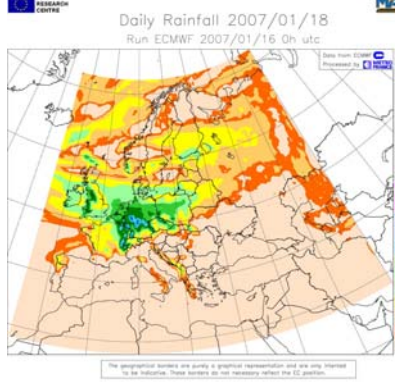 RESEARCH
CENTRE
Daily Rainfall 2007/01/18
Run ECMWF 2007/01/16 0h utc
Data from ECMWF
Processed by METEO FRANCE
The geographical borders are purely a graphical representation and are only intended
to be indicative. These borders do not necessary reflect the EC position.